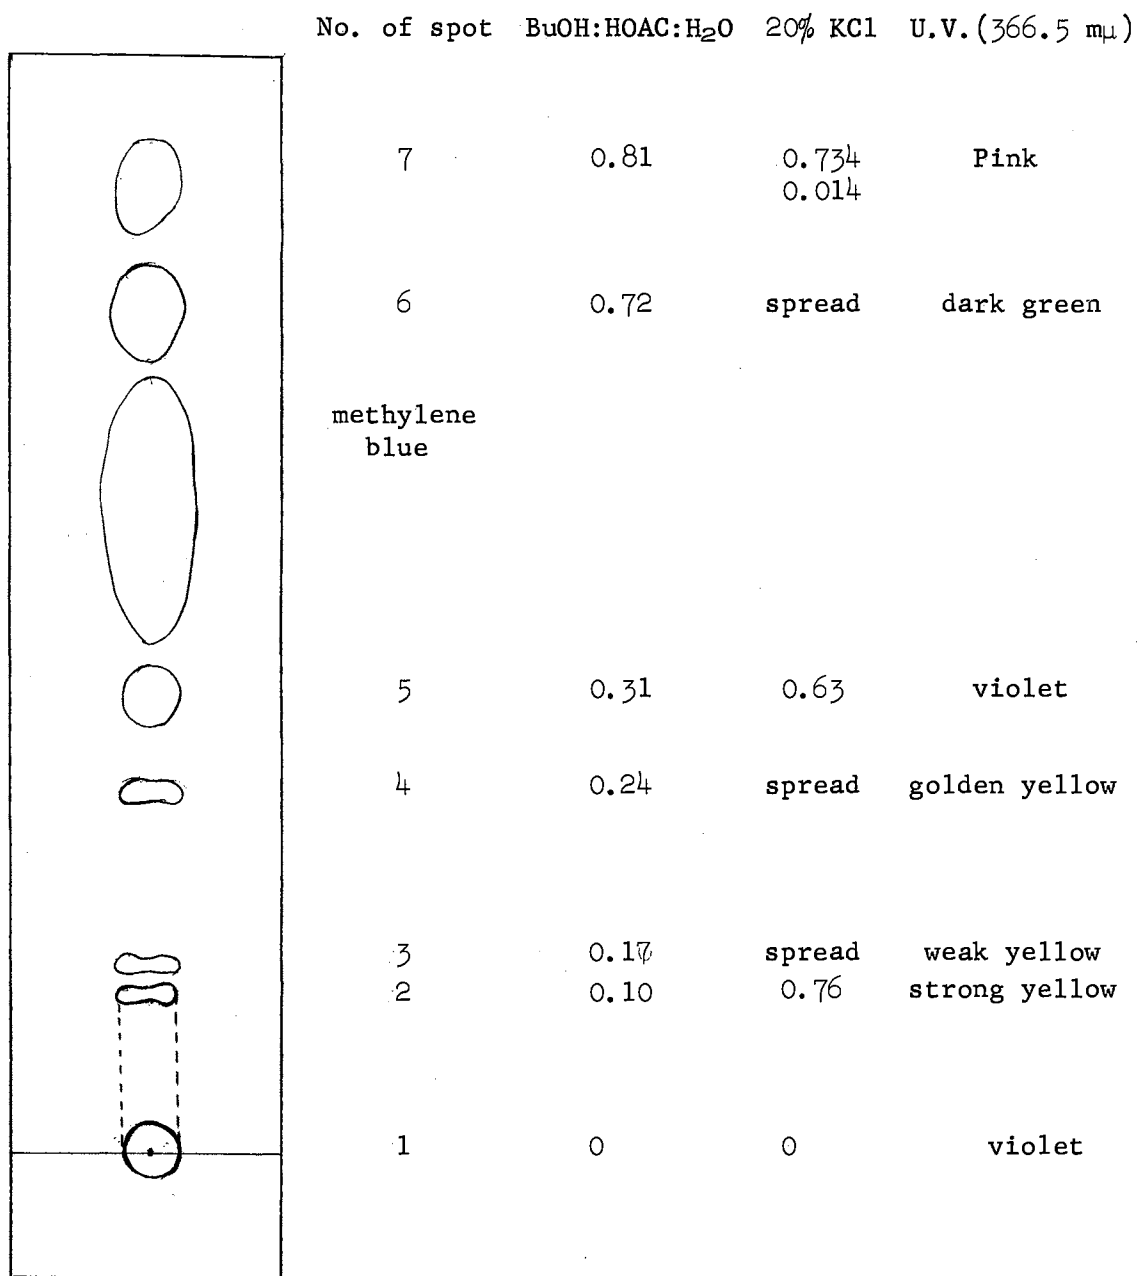 No. of spot BuOH:HOAC:H₂O 20% KCl U.V.(366.5 mμ)
7 0.81 0.734 Pink
0.014
6 0.72 spread dark green
methylene
blue
5 0.31 0.63 violet
4 0.24 spread golden yellow
3 0.17 spread weak yellow
2 0.10 0.76 strong yellow
1 0 0 violet